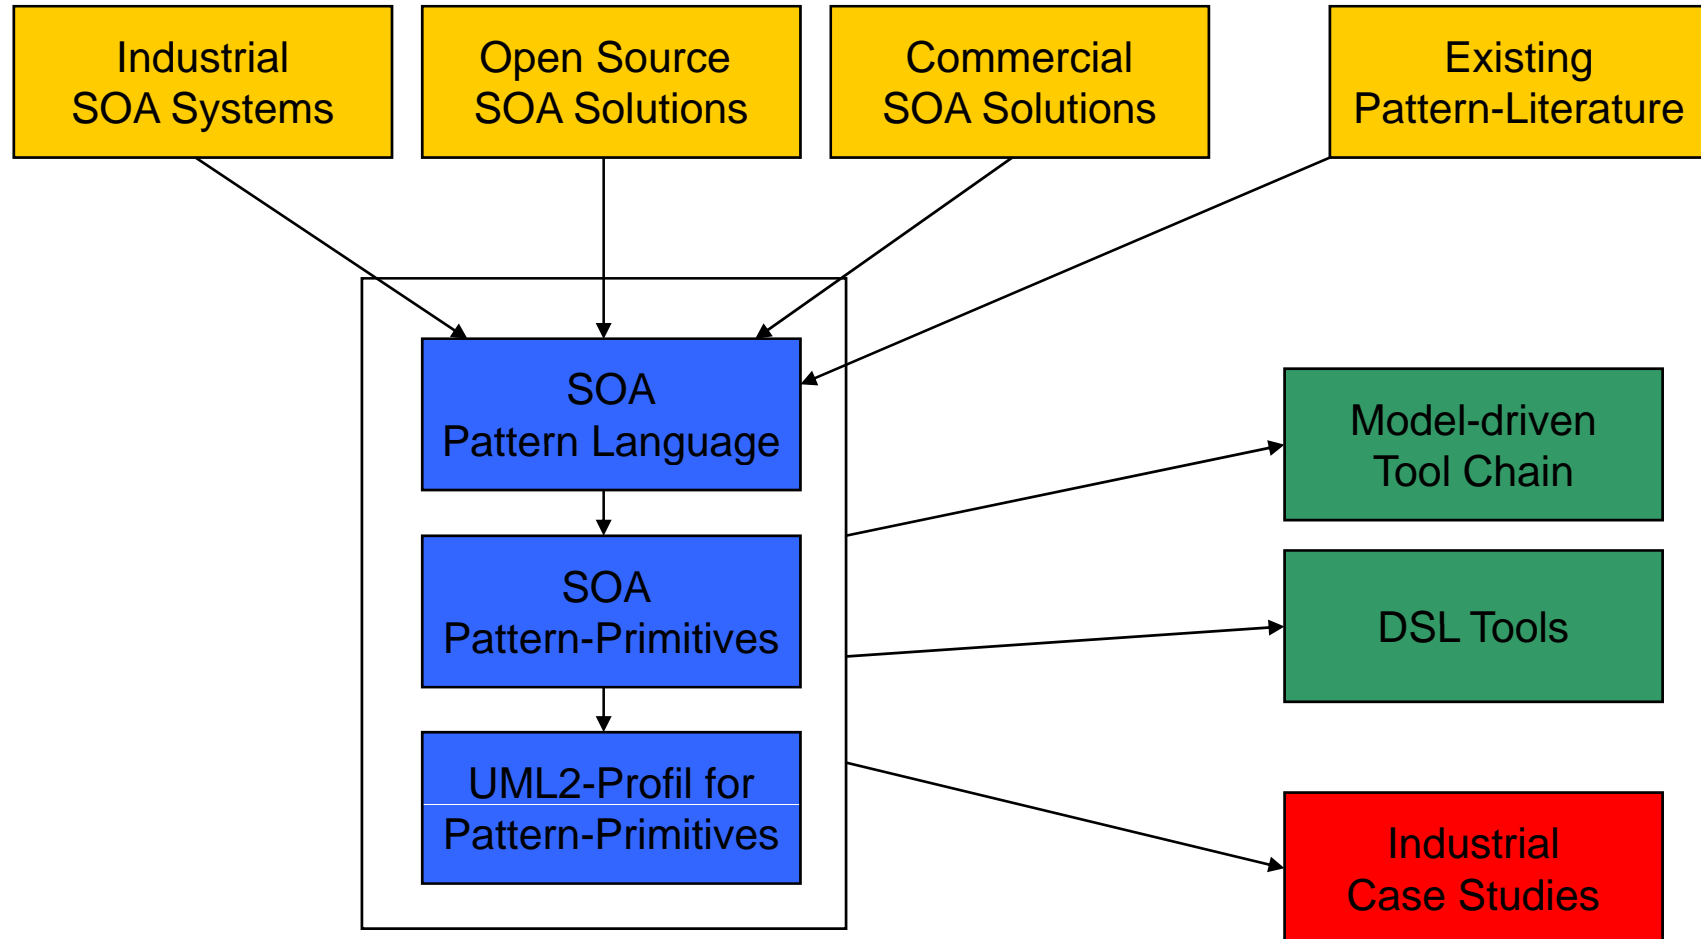 Industrial
SOA Systems
Open Source
SOA Solutions
Commercial
SOA Solutions
Existing
Pattern-Literature
SOA
Pattern Language
Model-driven
Tool Chain
SOA
Pattern-Primitives
DSL Tools
UML2-Profil for
Pattern-Primitives
Industrial
Case Studies